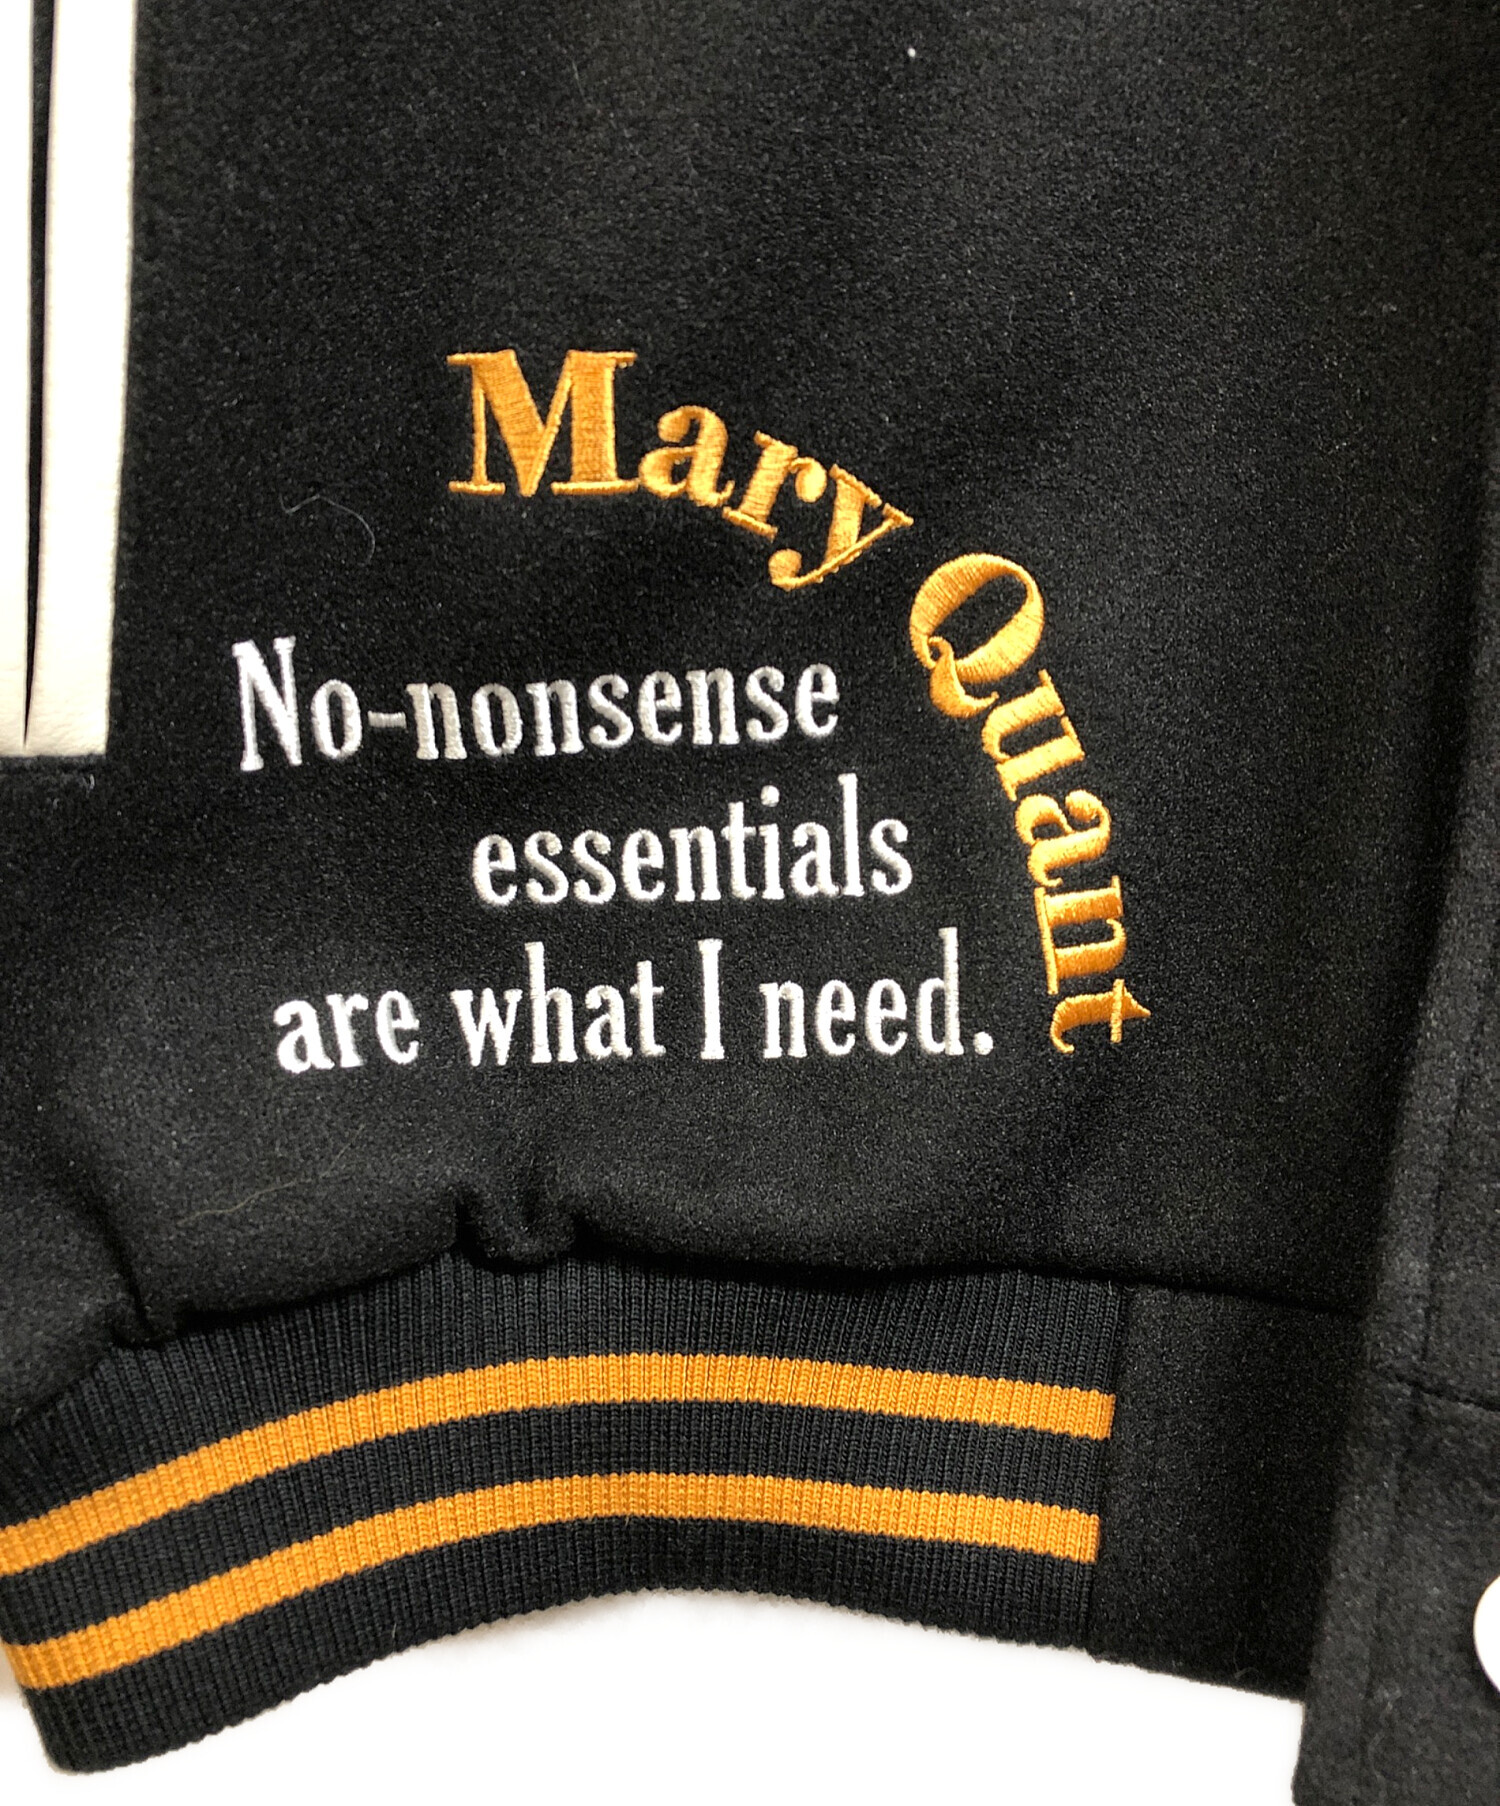 Mary Quant
No-nonsense
essentials
are what I need.